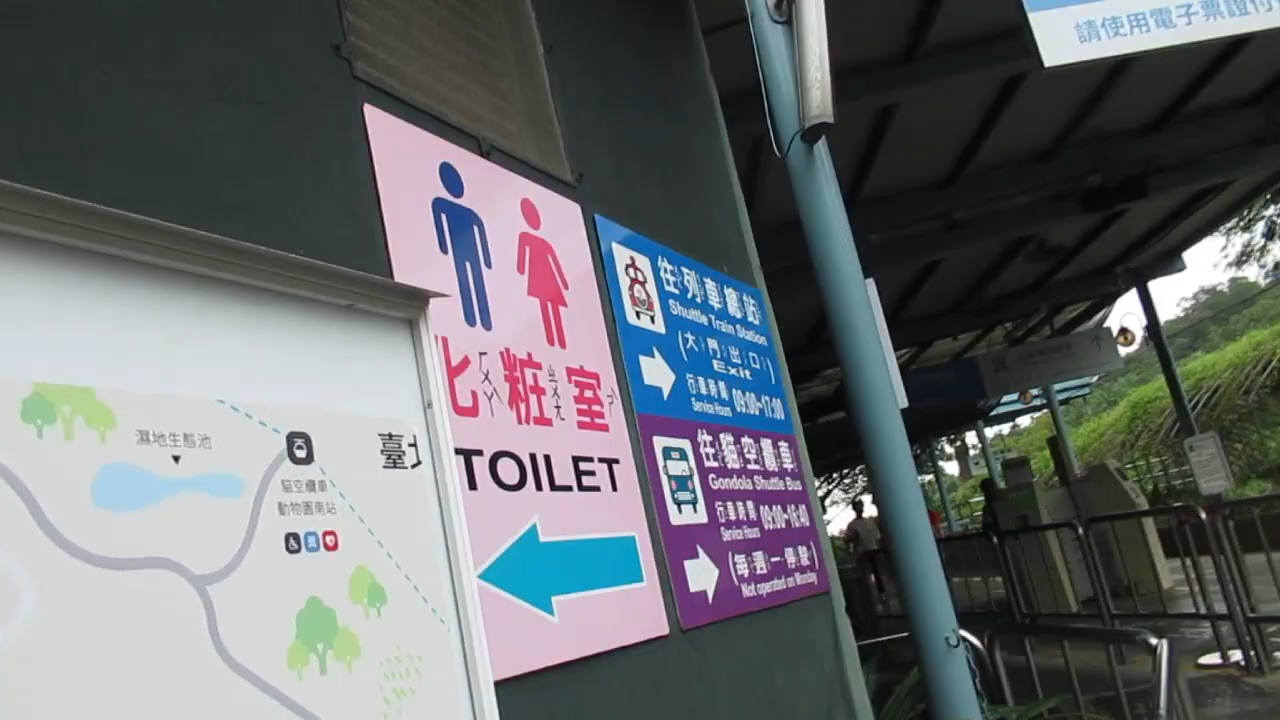 請使用電子票證付
化粧室
TOILET
往列車總站
Shuttle Train Station
(大門出口)
Exit
行車時間
Service Hours 09:00~17:00
往貓空纜車
Gondola Shuttle Bus
行車時間
Service Hours 09:00~16:40
(每週一停駛)
Not operated on Monday
濕地生態池
臺北
貓空纜車
動物園南站